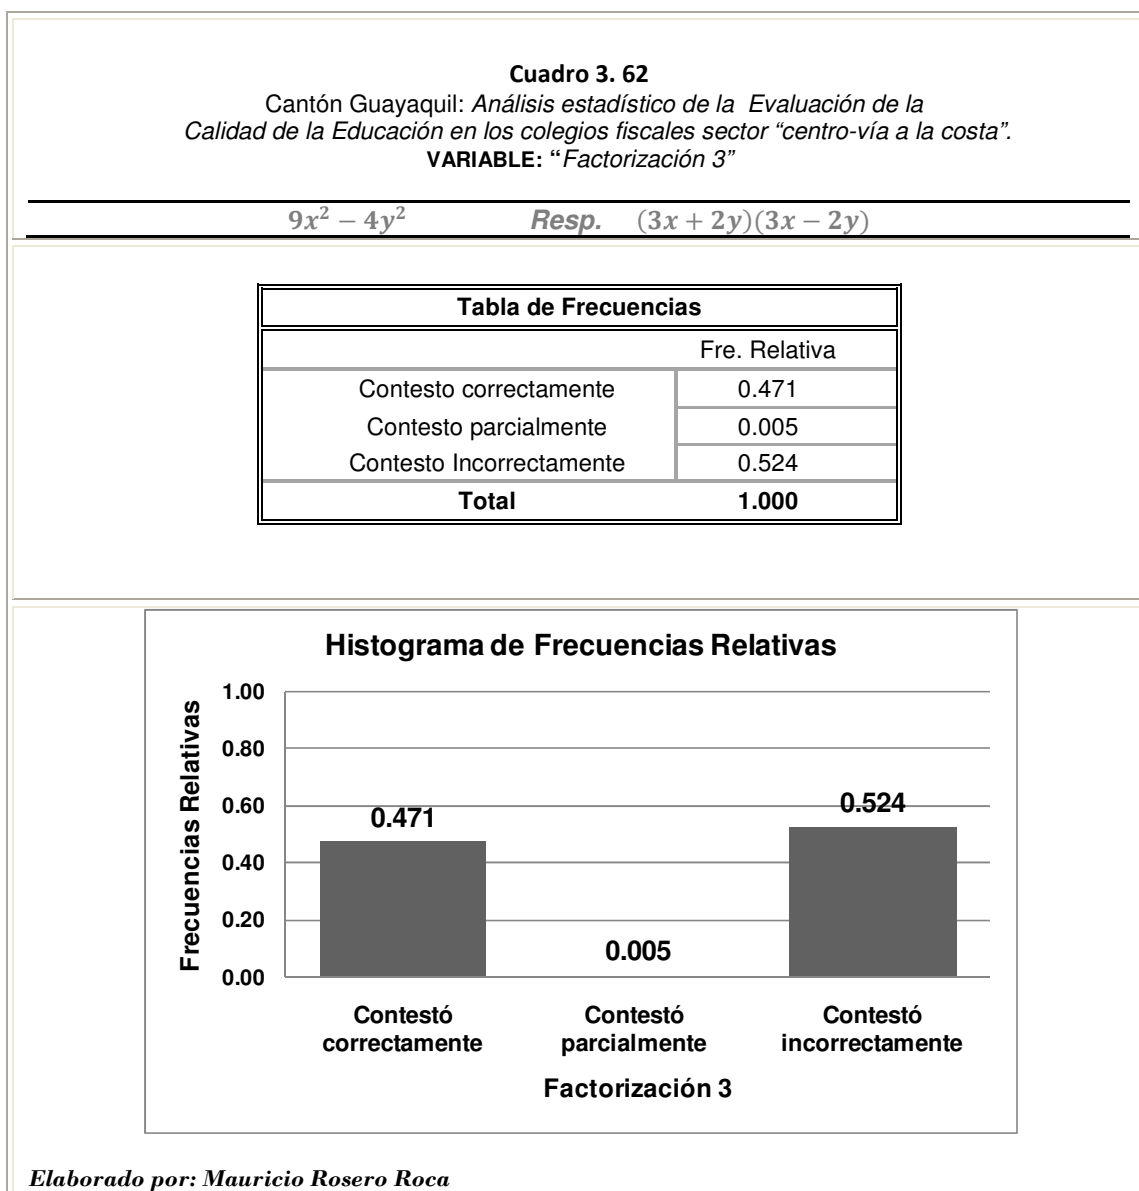 Cuadro 3. 62
Cantón Guayaquil: Análisis estadístico de la Evaluación de la
Calidad de la Educación en los colegios fiscales sector “centro-vía a la costa”.
VARIABLE: “Factorización 3”
9x² − 4y² Resp. (3x + 2y)(3x − 2y)
Tabla de Frecuencias
Fre. Relativa
Contesto correctamente 0.471
Contesto parcialmente 0.005
Contesto Incorrectamente 0.524
Total 1.000
Histograma de Frecuencias Relativas
Frecuencias Relativas
1.00
0.80
0.60
0.40
0.20
0.00
0.471
0.005
0.524
Contestó correctamente
Contestó parcialmente
Contestó incorrectamente
Factorización 3
Elaborado por: Mauricio Rosero Roca